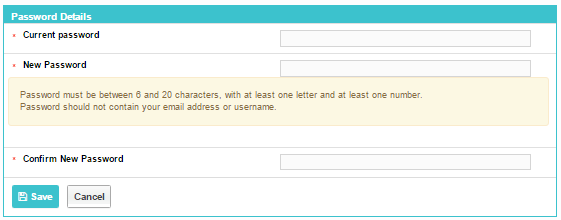 Password Details
* Current password
* New Password
Password must be between 6 and 20 characters, with at least one letter and at least one number.
Password should not contain your email address or username.
* Confirm New Password
Save Cancel